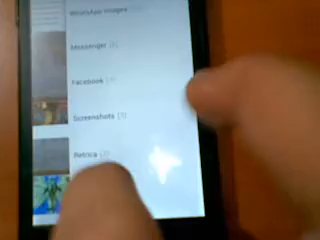 WhatsApp Images
Messenger
Facebook
Screenshots
Retrica